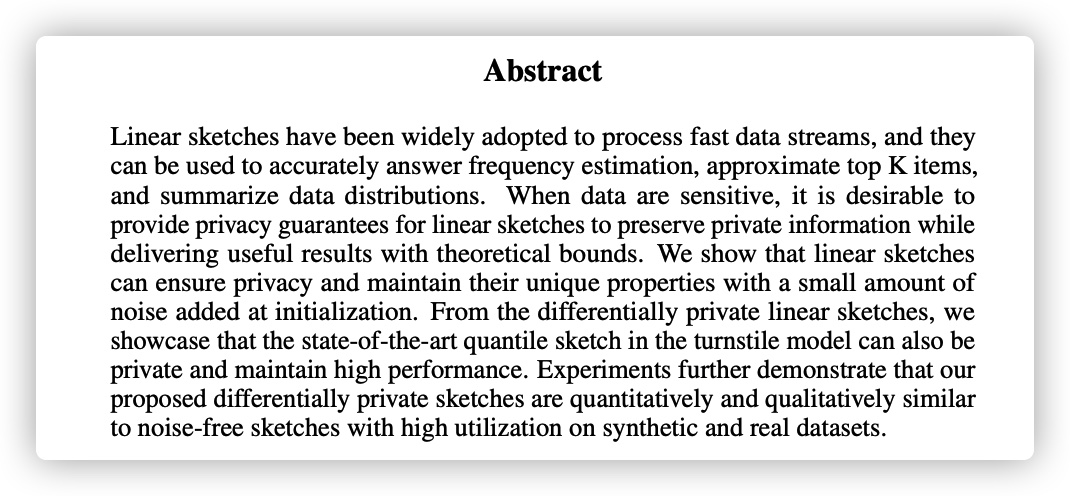 Abstract
Linear sketches have been widely adopted to process fast data streams, and they
can be used to accurately answer frequency estimation, approximate top K items,
and summarize data distributions. When data are sensitive, it is desirable to
provide privacy guarantees for linear sketches to preserve private information while
delivering useful results with theoretical bounds. We show that linear sketches
can ensure privacy and maintain their unique properties with a small amount of
noise added at initialization. From the differentially private linear sketches, we
showcase that the state-of-the-art quantile sketch in the turnstile model can also be
private and maintain high performance. Experiments further demonstrate that our
proposed differentially private sketches are quantitatively and qualitatively similar
to noise-free sketches with high utilization on synthetic and real datasets.